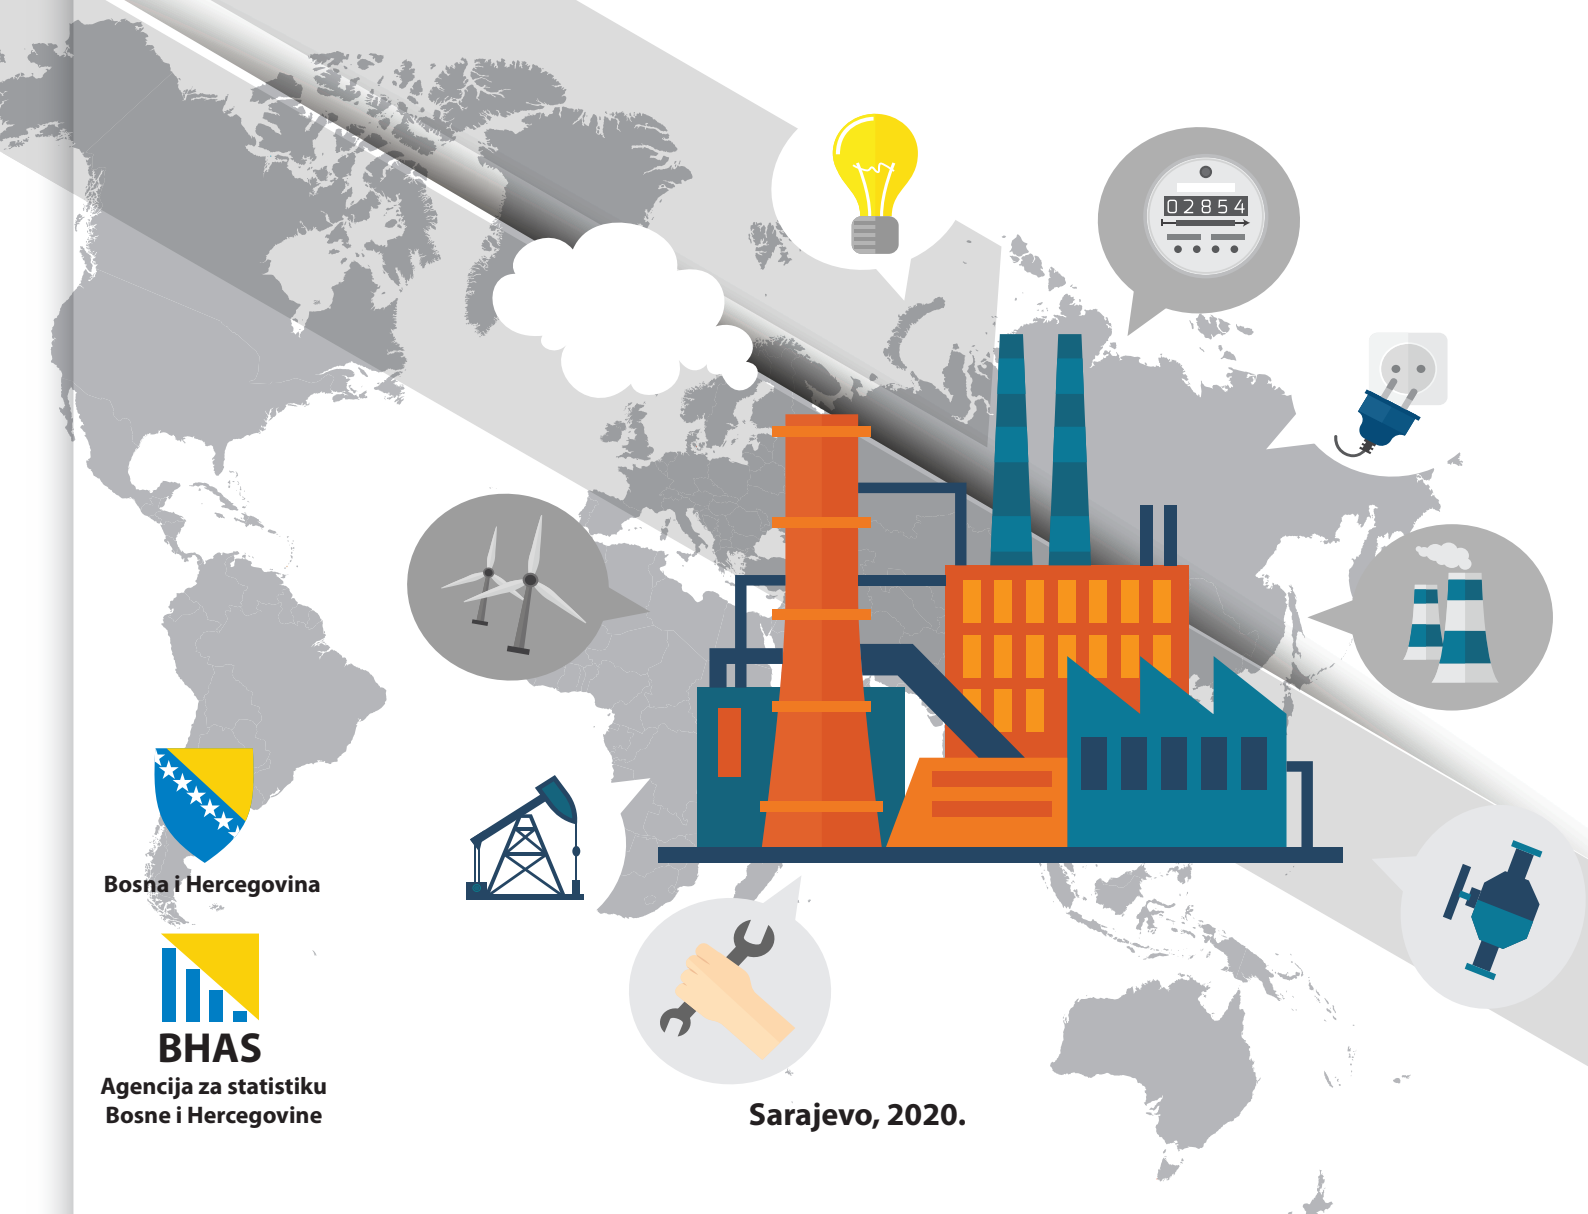 02854
Bosna i Hercegovina
BHAS
Agencija za statistiku
Bosne i Hercegovine
Sarajevo, 2020.